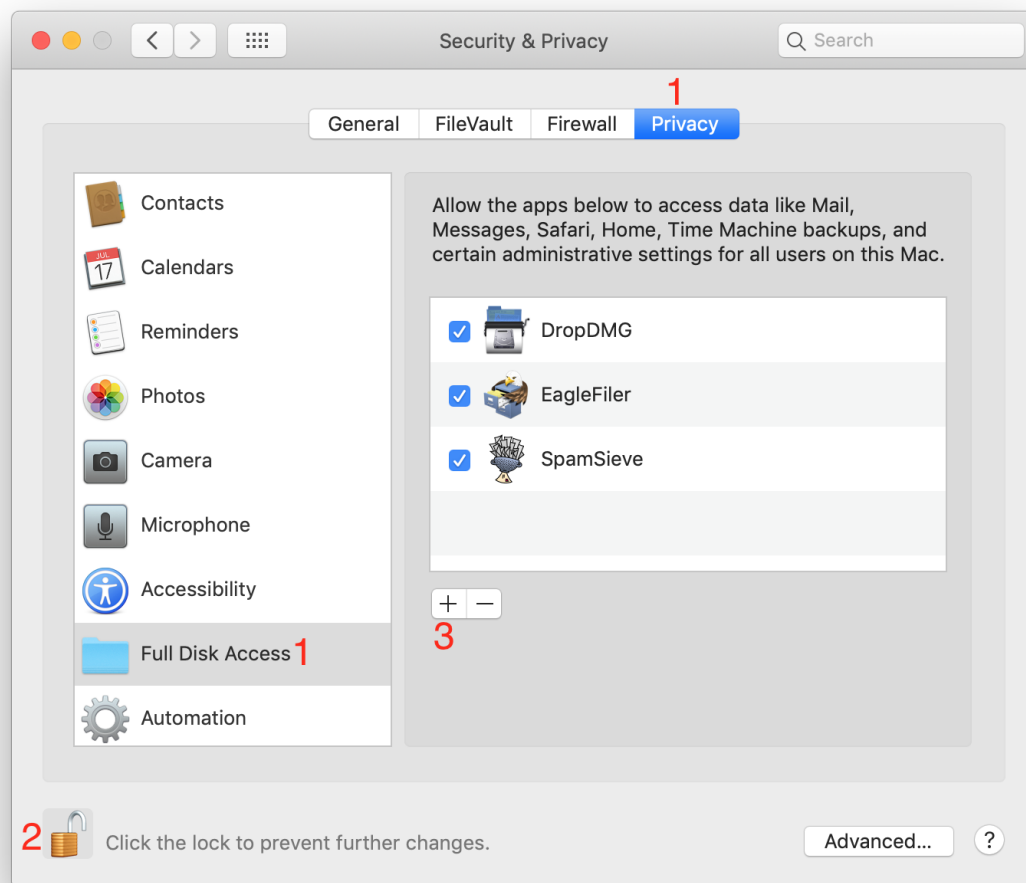 Security & Privacy
Search
1
General
FileVault
Firewall
Privacy
Contacts
JUL
17
Calendars
Reminders
Photos
Camera
Microphone
Accessibility
Full Disk Access 1
Automation
Allow the apps below to access data like Mail,
Messages, Safari, Home, Time Machine backups, and
certain administrative settings for all users on this Mac.
DropDMG
EagleFiler
SpamSieve
+ −
3
2
Click the lock to prevent further changes.
Advanced...
?